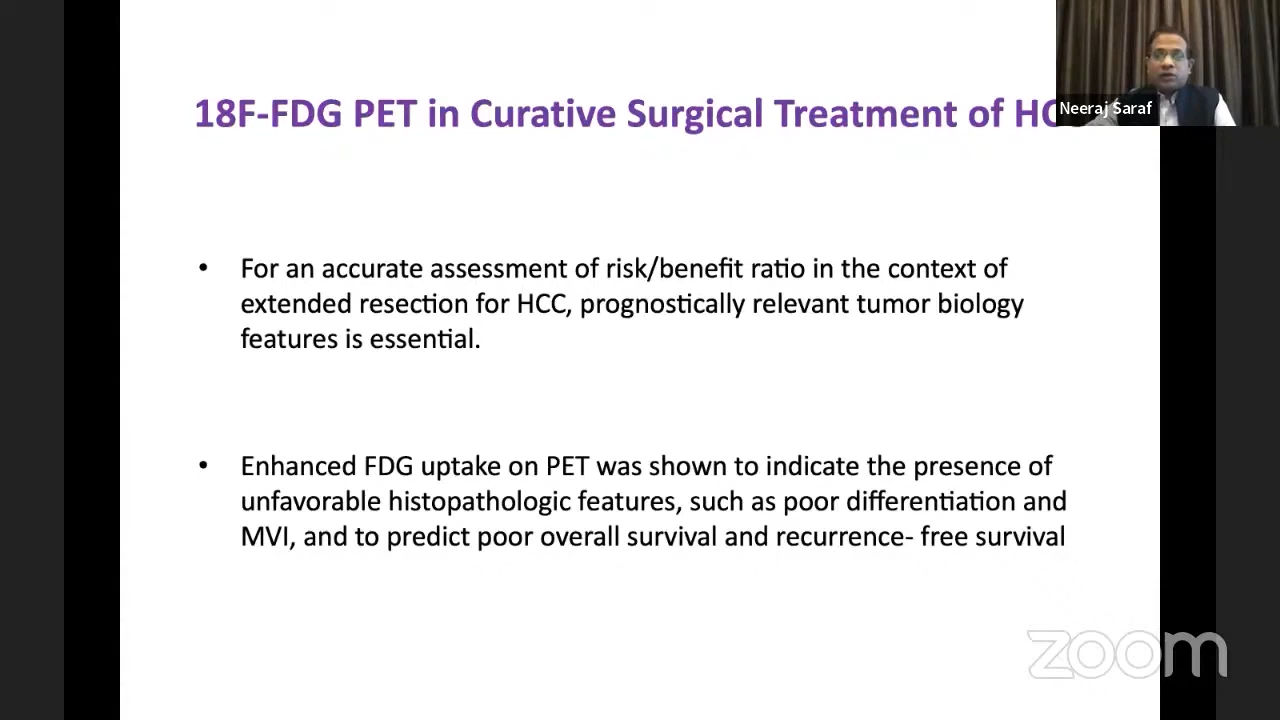 18F-FDG PET in Curative Surgical Treatment of HC
Neeraj Saraf
• For an accurate assessment of risk/benefit ratio in the context of
extended resection for HCC, prognostically relevant tumor biology
features is essential.
• Enhanced FDG uptake on PET was shown to indicate the presence of
unfavorable histopathologic features, such as poor differentiation and
MVI, and to predict poor overall survival and recurrence- free survival
zoom